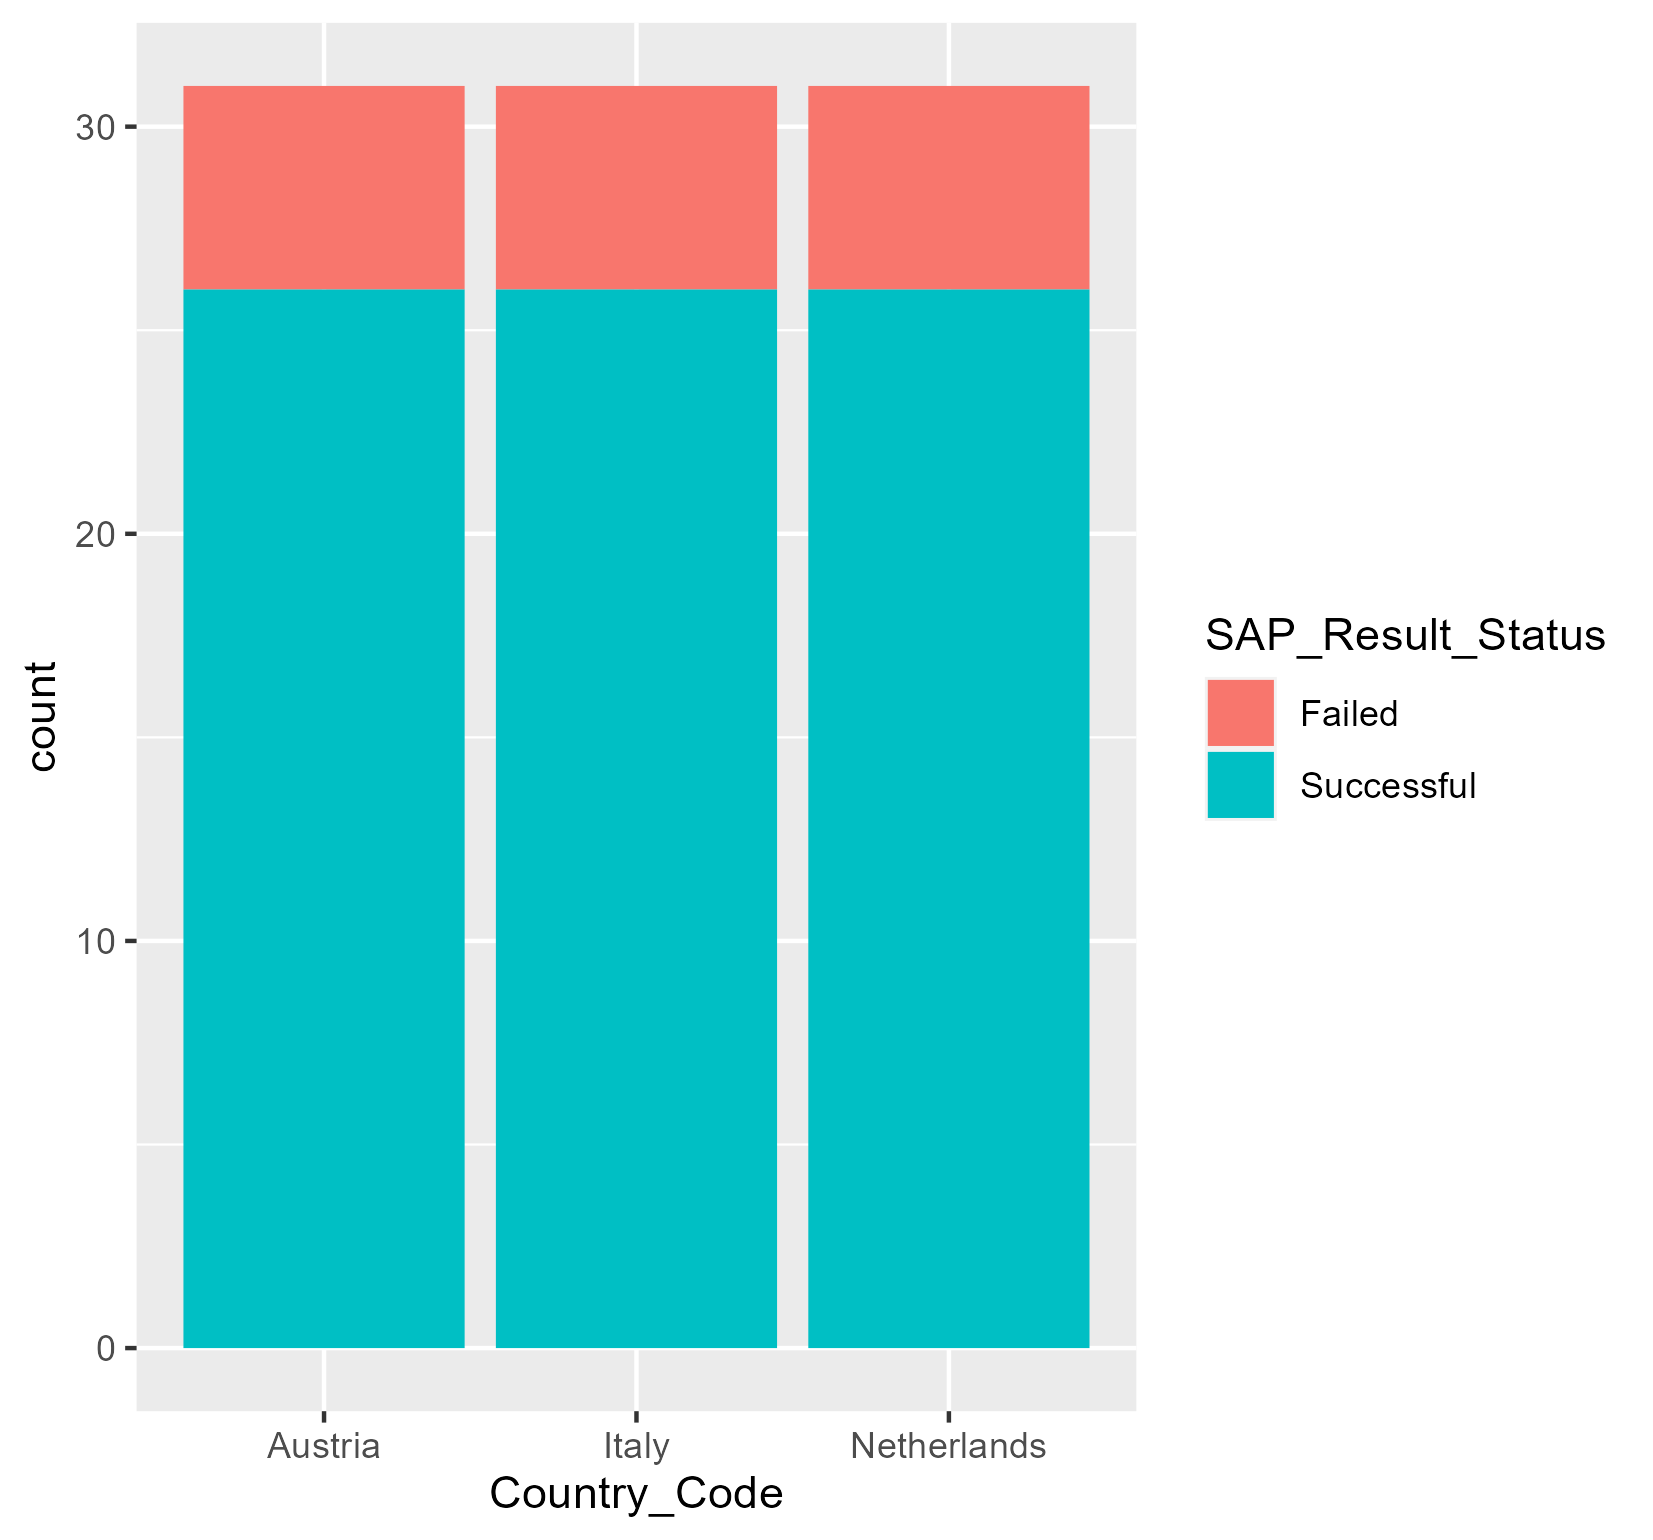 30
20
10
0
count
Austria
Italy
Netherlands
Country_Code
SAP_Result_Status
Failed
Successful